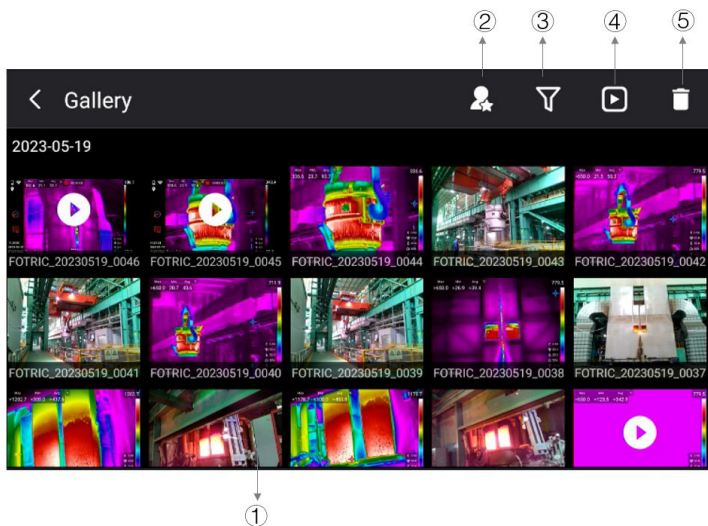 ② ③ ④ ⑤
Gallery
2023-05-19
FOTRIC_20230519_0046 FOTRIC_20230519_0045 FOTRIC_20230519_0044 FOTRIC_20230519_0043 FOTRIC_20230519_0042
FOTRIC_20230519_0041 FOTRIC_20230519_0040 FOTRIC_20230519_0039 FOTRIC_20230519_0038 FOTRIC_20230519_0037
①